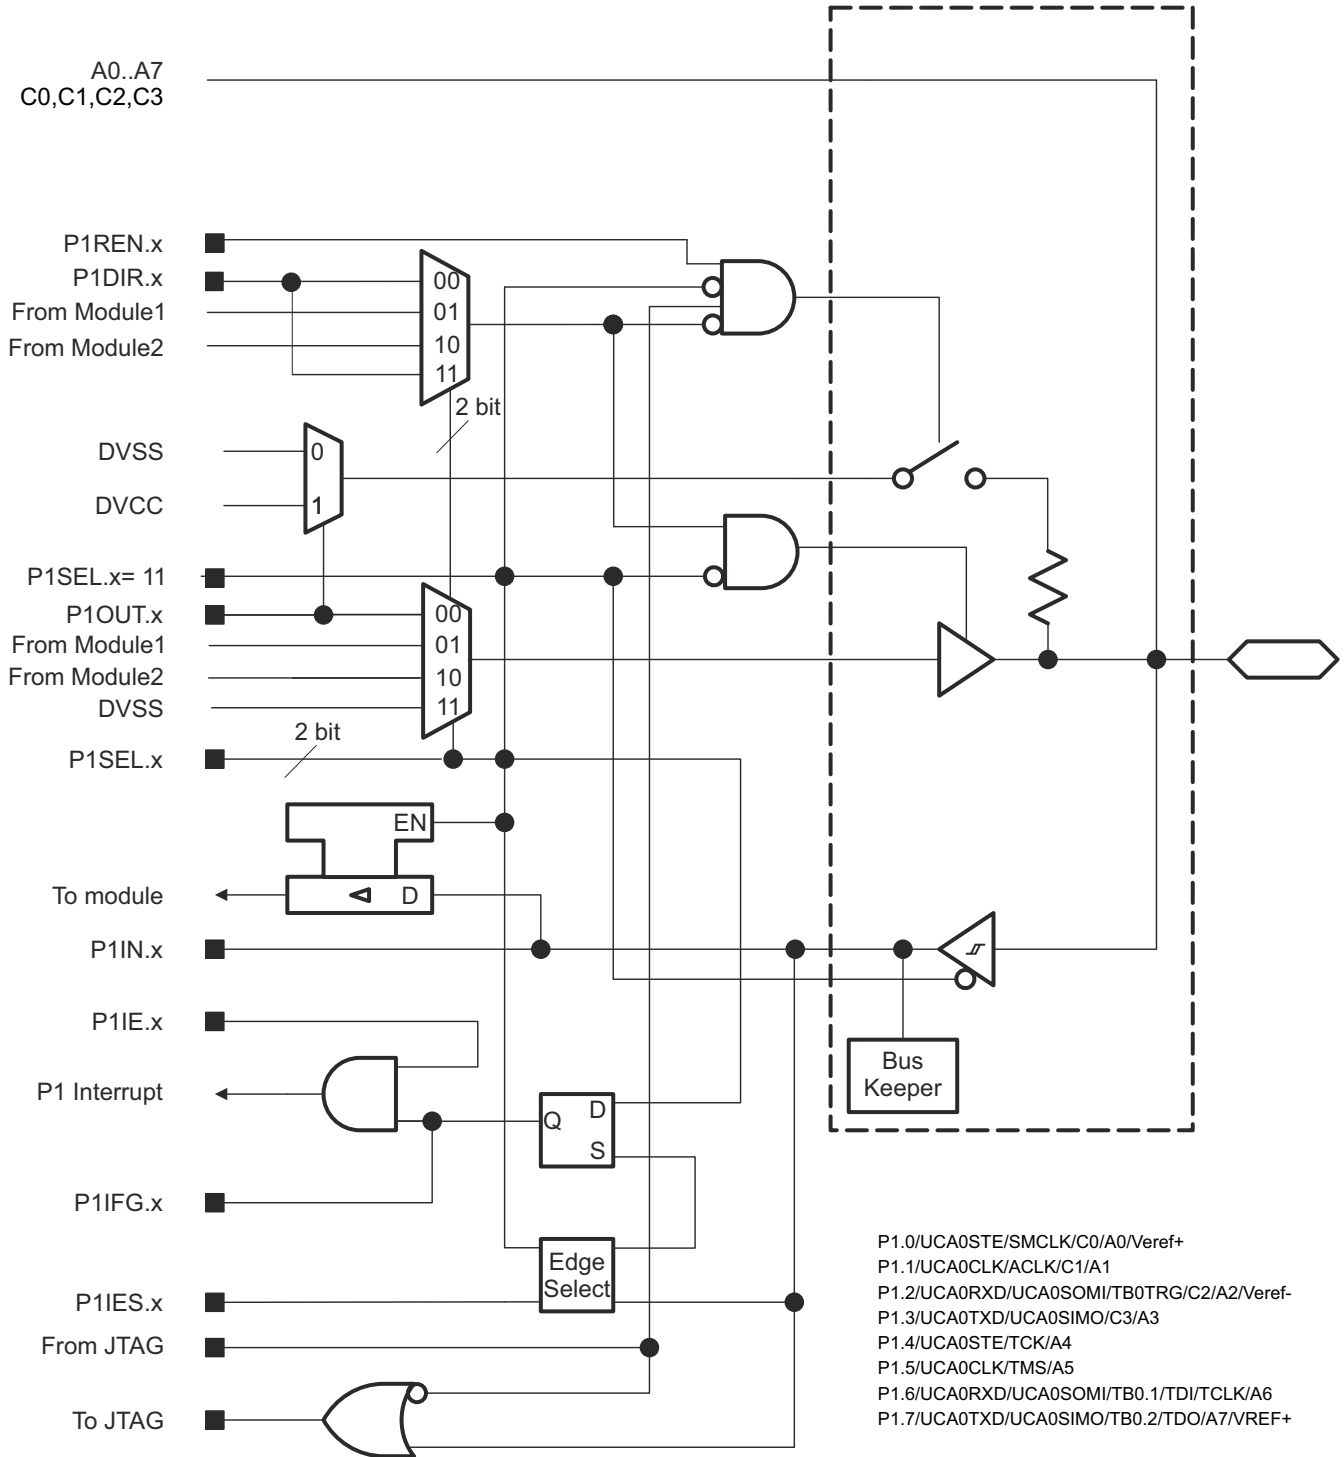 A0..A7
C0,C1,C2,C3
P1REN.x
P1DIR.x
From Module1
From Module2
00
01
10
11
2 bit
DVSS
DVCC
0
1
P1SEL.x= 11
P1OUT.x
From Module1
From Module2
DVSS
00
01
10
11
2 bit
P1SEL.x
EN
To module
D
P1IN.x
P1IE.x
Bus
Keeper
P1 Interrupt
Q
D
S
P1IFG.x
Edge
Select
P1IES.x
From JTAG
To JTAG
P1.0/UCA0STE/SMCLK/C0/A0/Veref+
P1.1/UCA0CLK/ACLK/C1/A1
P1.2/UCA0RXD/UCA0SOMI/TB0TRG/C2/A2/Veref-
P1.3/UCA0TXD/UCA0SIMO/C3/A3
P1.4/UCA0STE/TCK/A4
P1.5/UCA0CLK/TMS/A5
P1.6/UCA0RXD/UCA0SOMI/TB0.1/TDI/TCLK/A6
P1.7/UCA0TXD/UCA0SIMO/TB0.2/TDO/A7/VREF+